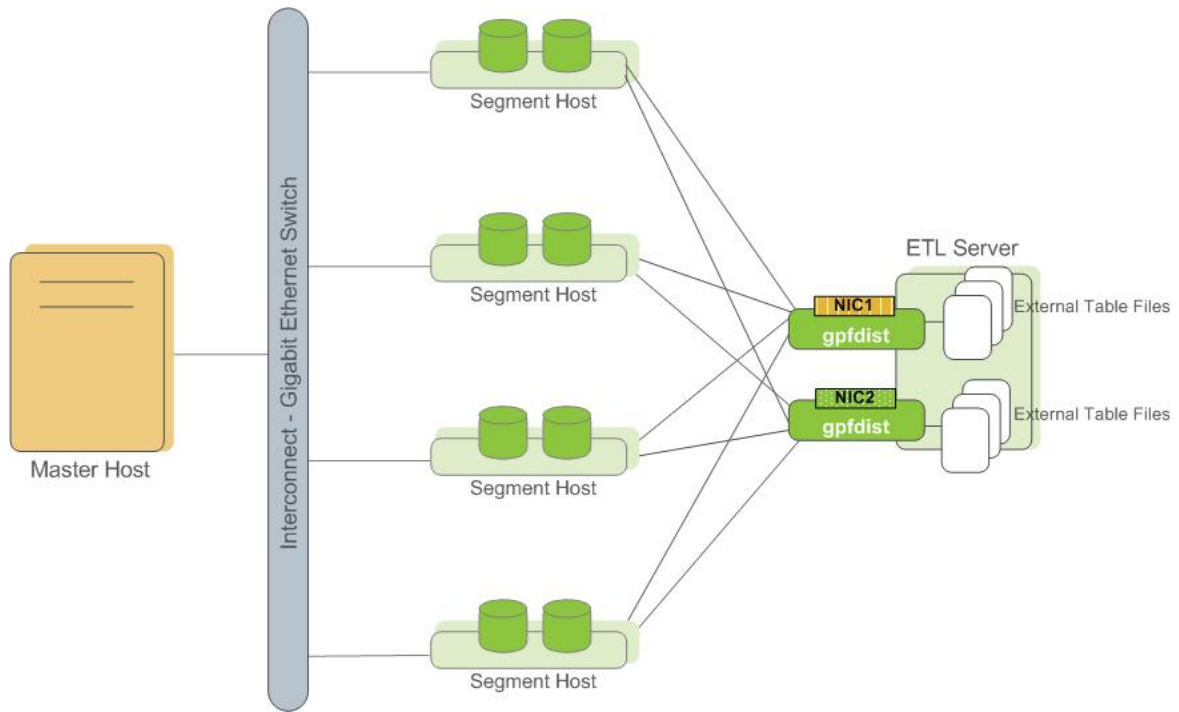 Segment Host
Interconnect - Gigabit Ethernet Switch
Segment Host
ETL Server
NIC1
External Table Files
gpfdist
NIC2
External Table Files
gpfdist
Master Host
Segment Host
Segment Host